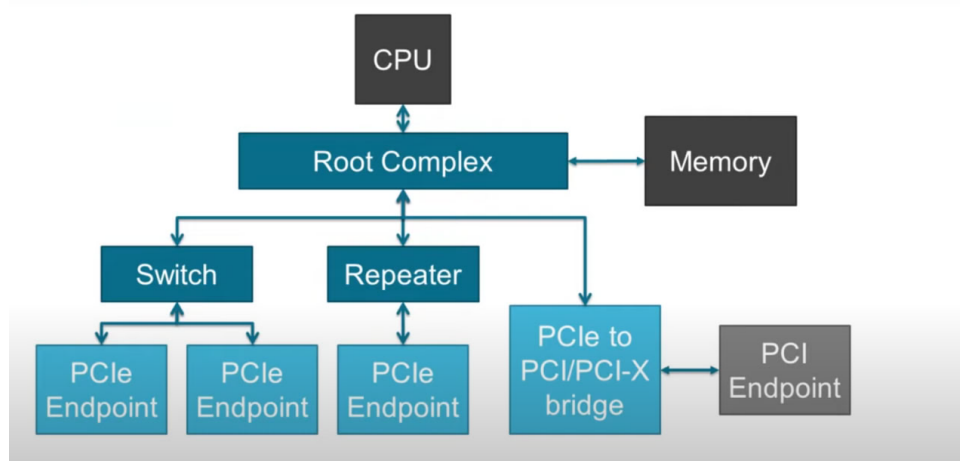 CPU
Root Complex
Memory
Switch
Repeater
PCIe
Endpoint
PCIe
Endpoint
PCIe
Endpoint
PCIe to
PCI/PCI-X
bridge
PCI
Endpoint